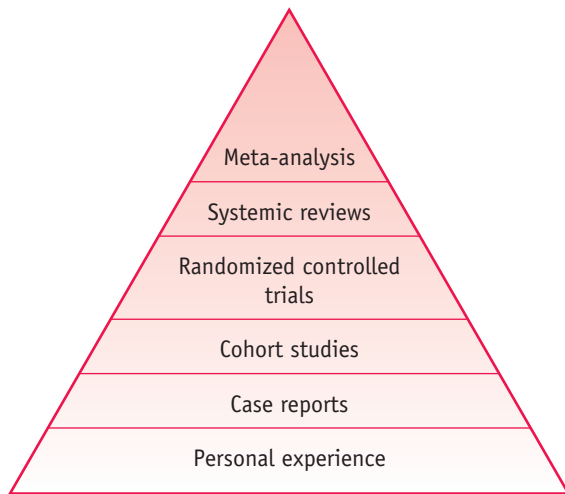 Meta-analysis
Systemic reviews
Randomized controlled
trials
Cohort studies
Case reports
Personal experience